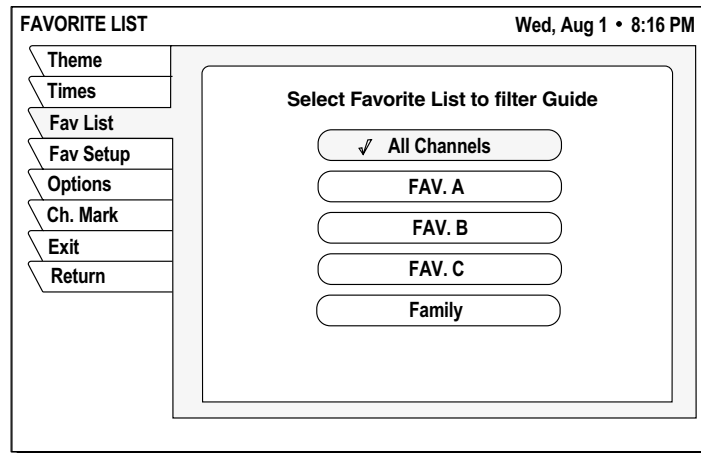 FAVORITE LIST
Wed, Aug 1 • 8:16 PM
Theme
Times
Fav List
Fav Setup
Options
Ch. Mark
Exit
Return
Select Favorite List to filter Guide
√ All Channels
FAV. A
FAV. B
FAV. C
Family